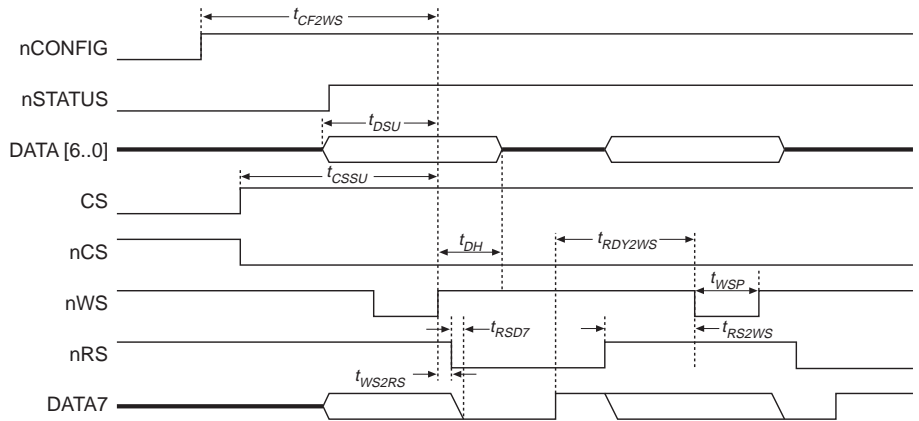 tCF2WS
nCONFIG
nSTATUS
tDSU
DATA [6..0]
tCSSU
CS
tDH
tRDY2WS
nCS
tWSP
nWS
tRSD7
tRS2WS
nRS
tWS2RS
DATA7